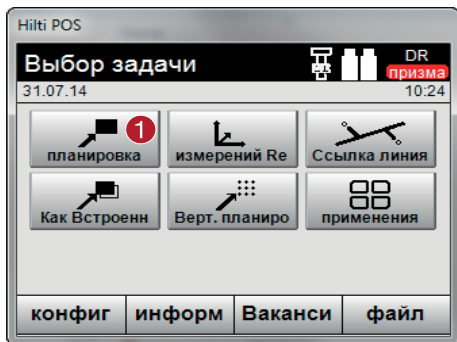 Hilti POS
Выбор задачи
DR
призма
31.07.14
10:24
планировка
1
измерений Re
Ссылка линия
Как Встроенн
Верт. планиро
применения
конфиг
информ
Ваканси
файл